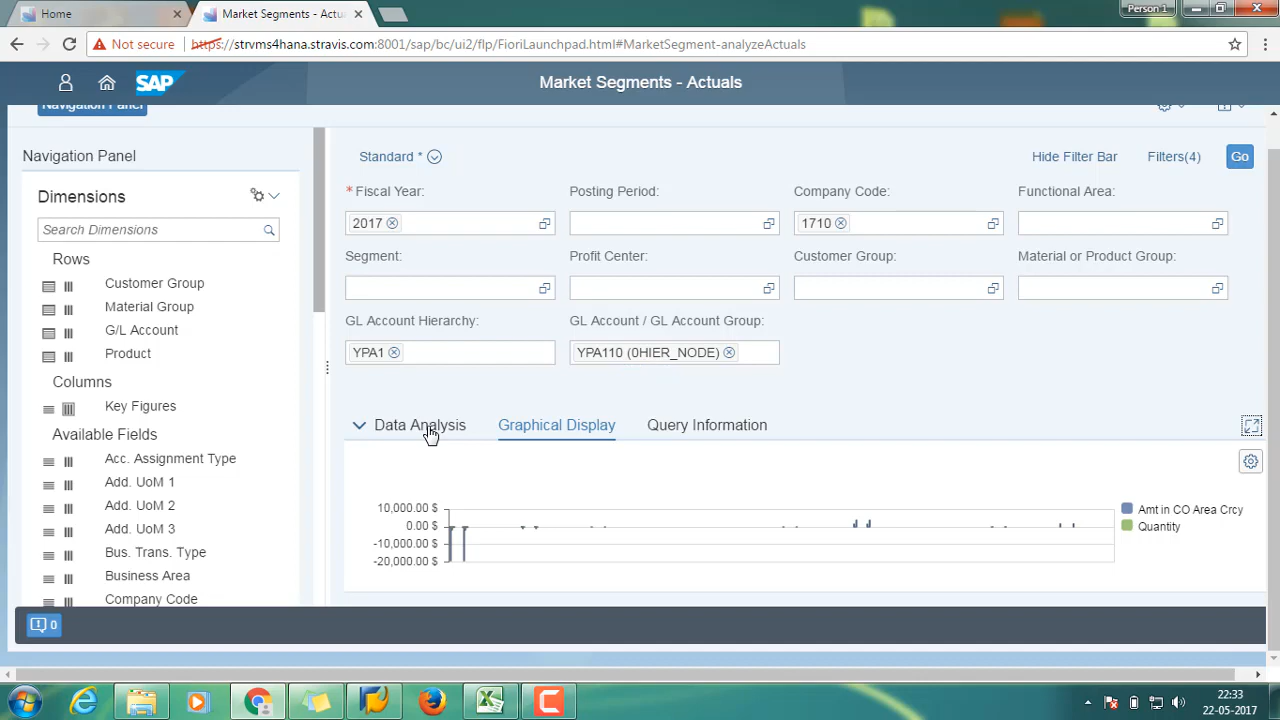 Home
Market Segments - Actu
Person 1
Not secure
https://strvms4hana.stravis.com:8001/sap/bc/ui2/flp/FioriLaunchpad.html#MarketSegment-analyzeActuals
SAP
Market Segments - Actuals
Navigation Panel
Navigation Panel
Standard *
Hide Filter Bar
Filters(4)
Go
Dimensions
Search Dimensions
Rows
Customer Group
Material Group
G/L Account
Product
Columns
Key Figures
Available Fields
Acc. Assignment Type
Add. UoM 1
Add. UoM 2
Add. UoM 3
Bus. Trans. Type
Business Area
Company Code
* Fiscal Year:
Posting Period:
Company Code:
Functional Area:
2017
1710
Segment:
Profit Center:
Customer Group:
Material or Product Group:
GL Account Hierarchy:
GL Account / GL Account Group:
YPA1
YPA110 (0HIER_NODE)
Data Analysis
Graphical Display
Query Information
10,000.00 $
0.00 $
-10,000.00 $
-20,000.00 $
Amt in CO Area Crcy
Quantity
0
22:33
22-05-2017